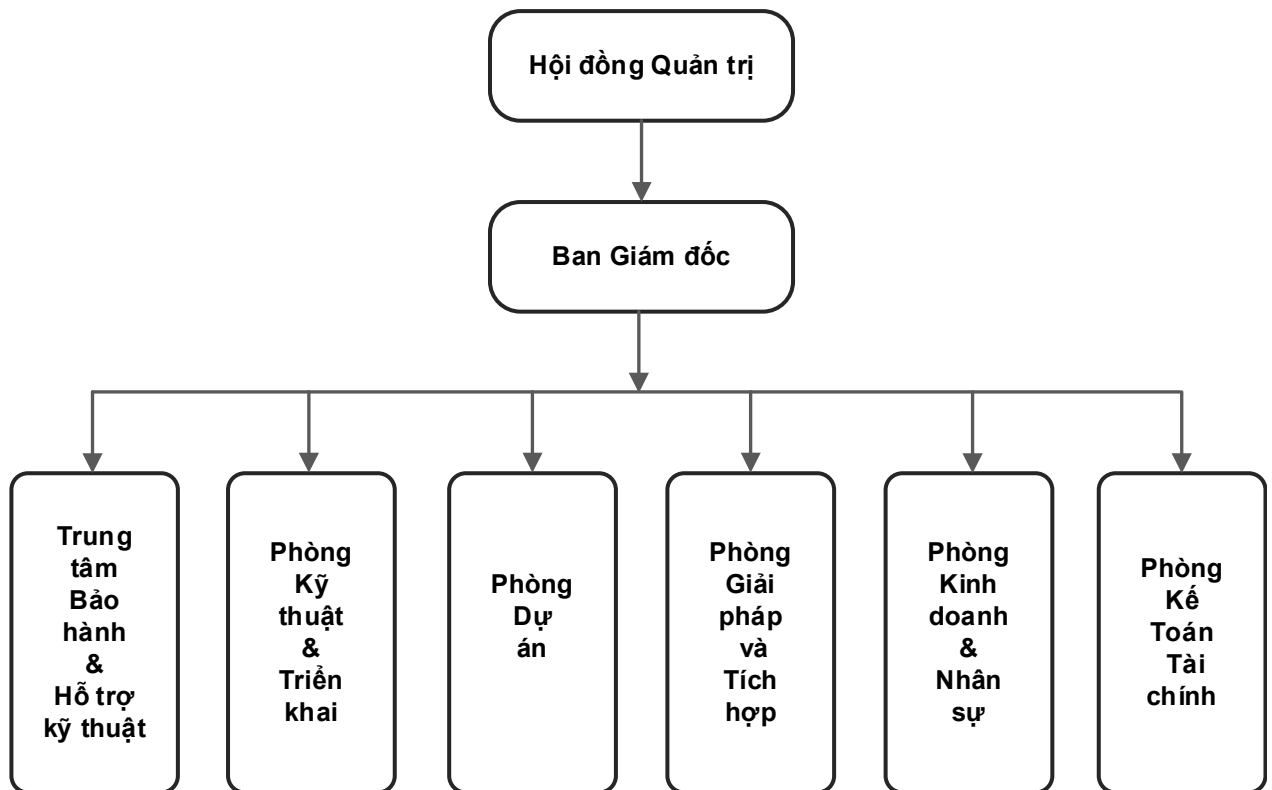 Hội đồng Quản trị
Ban Giám đốc
Trung
tâm
Bảo
hành
&
Hỗ trợ
kỹ thuật
Phòng
Kỹ
thuật
&
Triển
khai
Phòng
Dự
án
Phòng
Giải
pháp
và
Tích
hợp
Phòng
Kinh
doanh
&
Nhân
sự
Phòng
Kế
Toán
Tài
chính